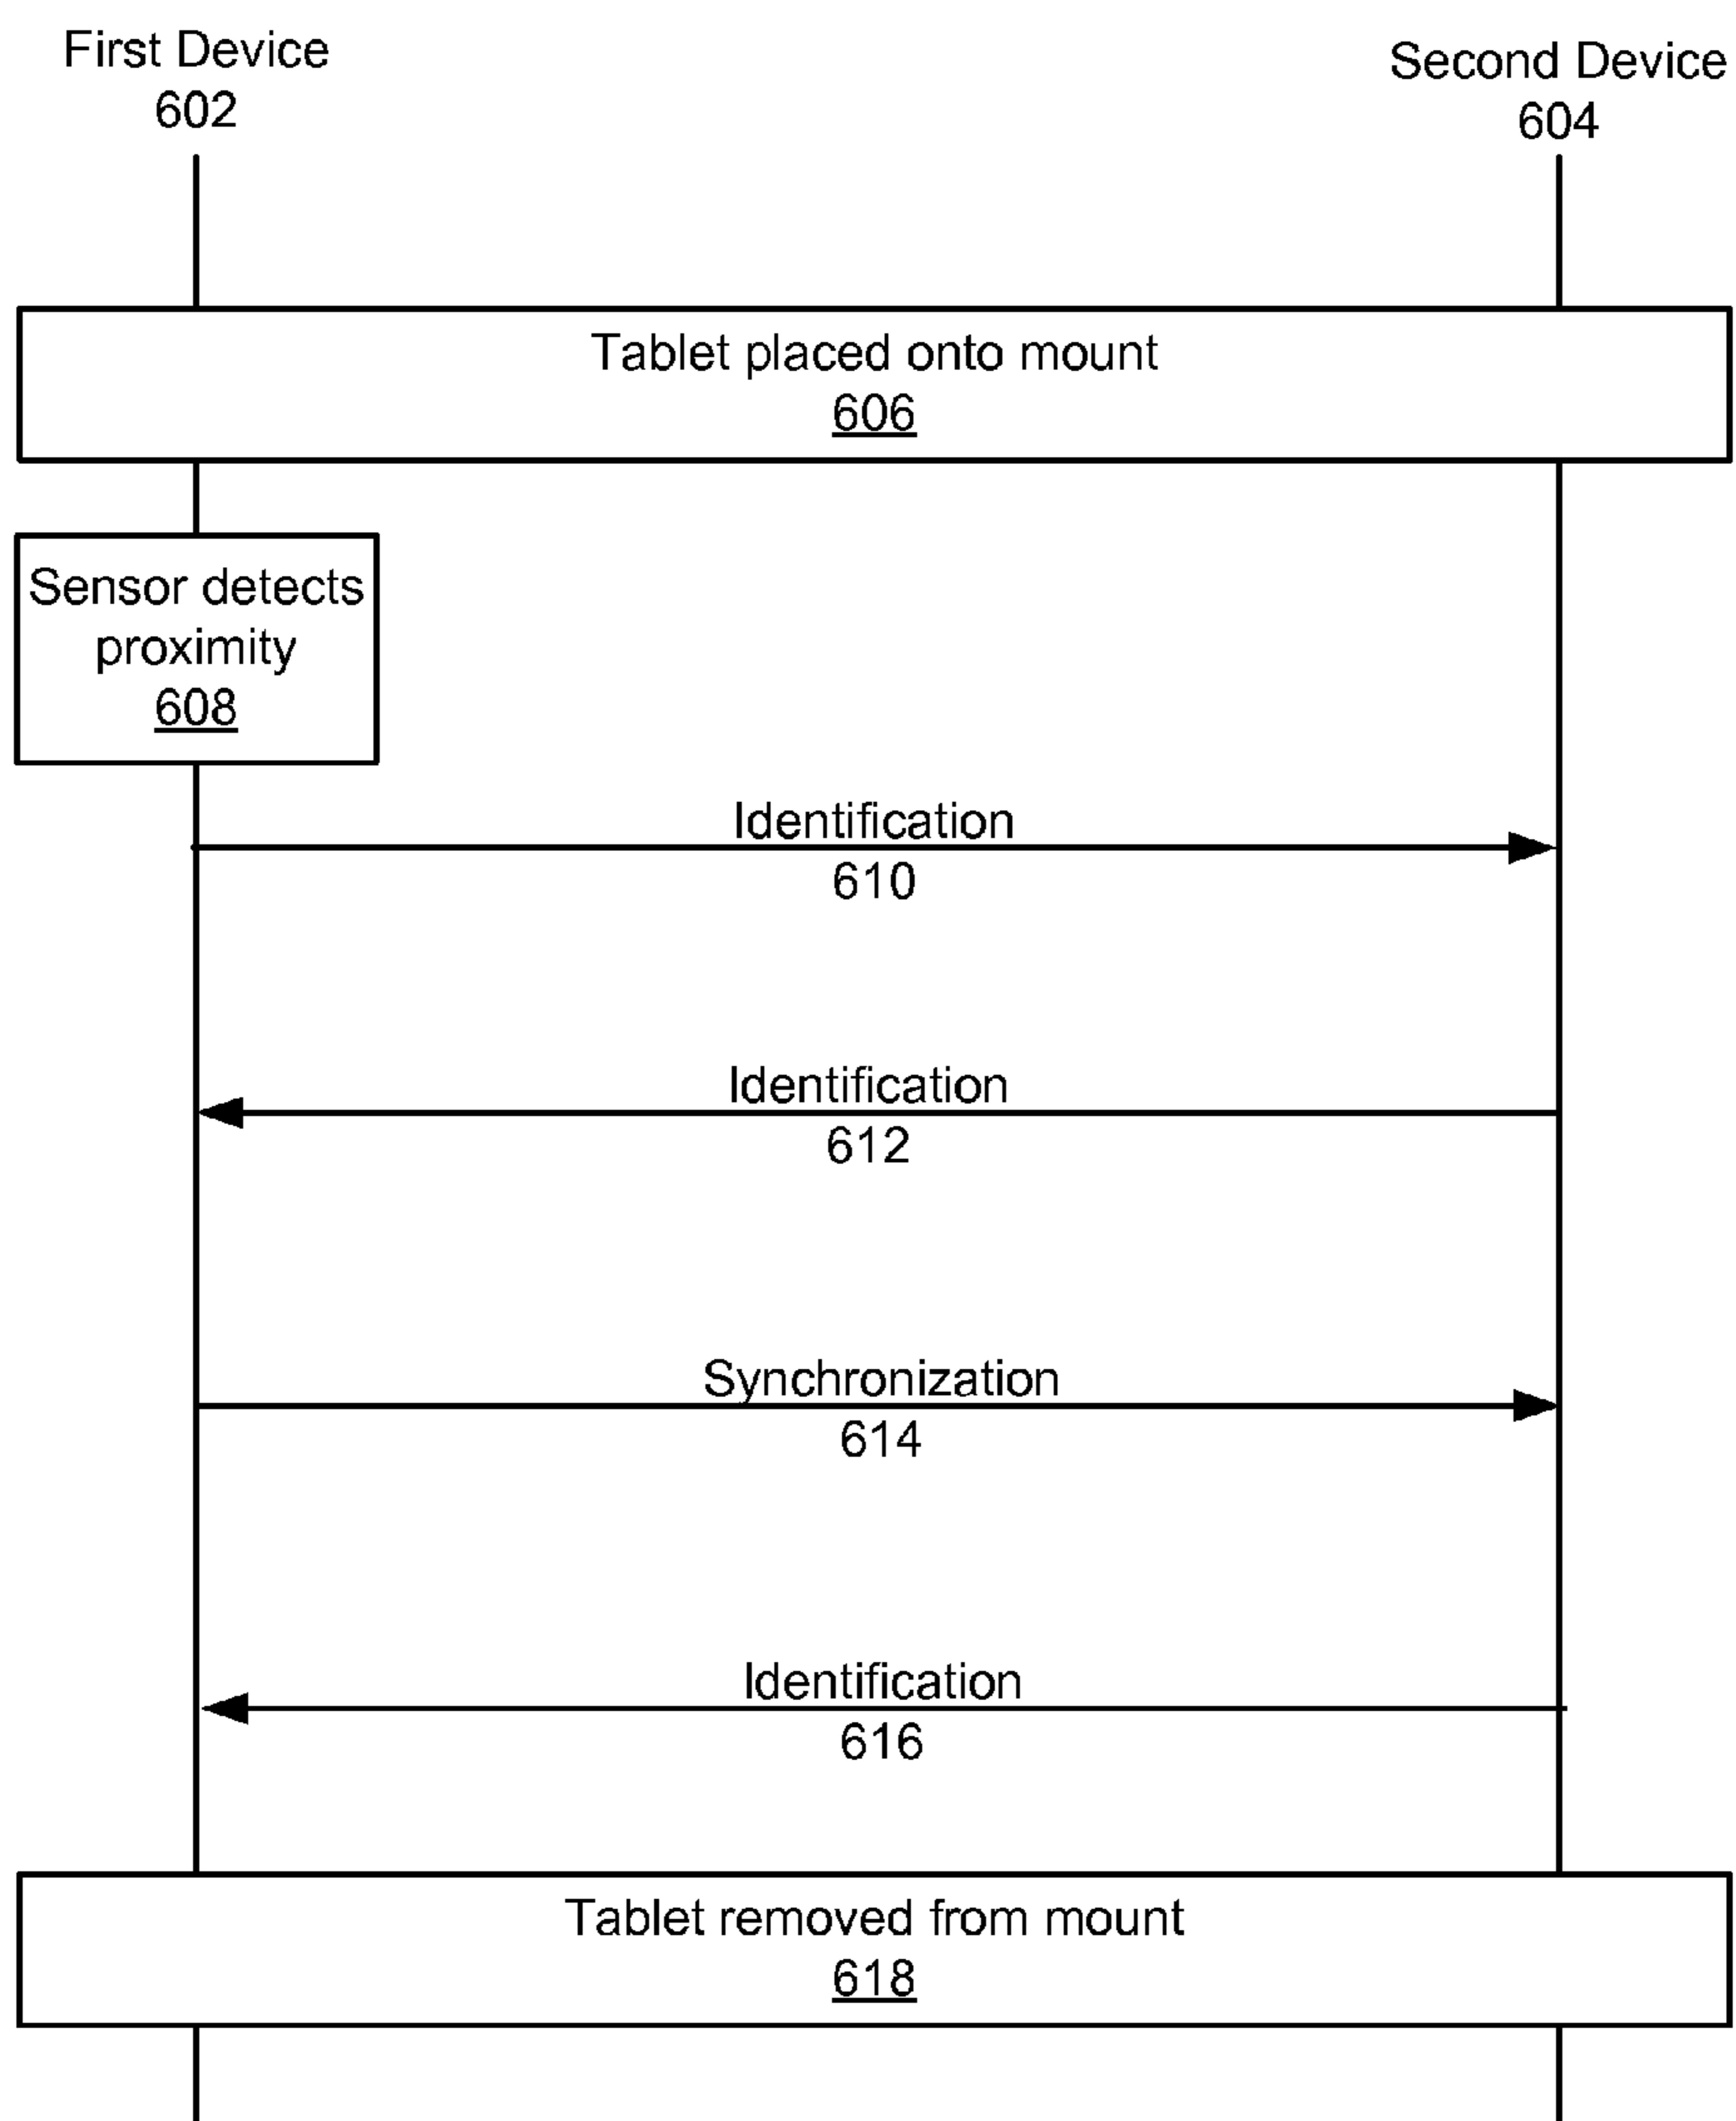 First Device
602
Second Device
604
Tablet placed onto mount
606
Sensor detects
proximity
608
Identification
610
Identification
612
Synchronization
614
Identification
616
Tablet removed from mount
618